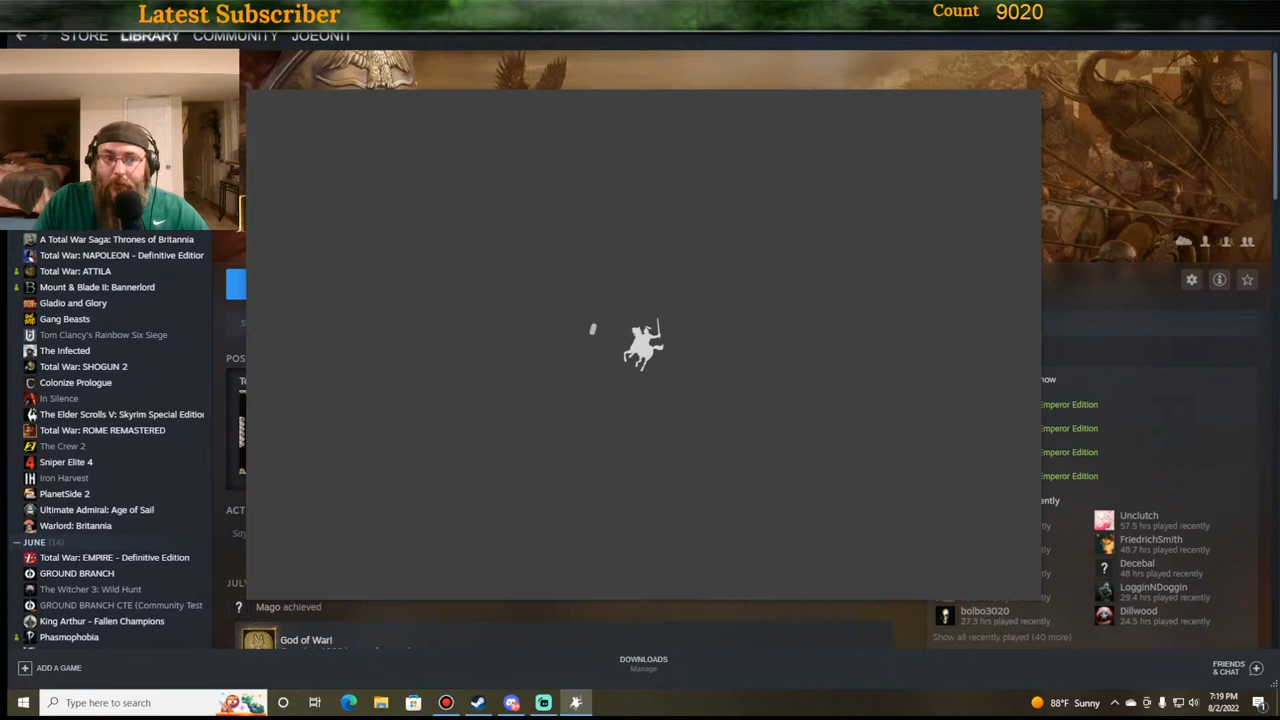 Latest Subscriber
Count 9020
STORE LIBRARY COMMUNITY JOEONIT
A Total War Saga: Thrones of Britannia
Total War: NAPOLEON - Definitive Edition
Total War: ATTILA
Mount & Blade II: Bannerlord
Gladio and Glory
Gang Beasts
Tom Clancy's Rainbow Six Siege
The Infected
Total War: SHOGUN 2
Colonize Prologue
In Silence
The Elder Scrolls V: Skyrim Special Edition
Total War: ROME REMASTERED
The Crew 2
Sniper Elite 4
Iron Harvest
PlanetSide 2
Ultimate Admiral: Age of Sail
Warlord: Britannia
JUNE (14)
Total War: EMPIRE - Definitive Edition
GROUND BRANCH
The Witcher 3: Wild Hunt
GROUND BRANCH CTE (Community Test
King Arthur - Fallen Champions
Phasmophobia
POS
To
ACT
Say
JULY
Mago achieved
God of War!
now
Emperor Edition
Emperor Edition
Emperor Edition
Emperor Edition
ently
Unclutch
57.5 hrs played recently
FriedrichSmith
48.7 hrs played recently
Decebal
48 hrs played recently
LogginNDoggin
29.4 hrs played recently
bolbo3020
27.3 hrs played recently
Dillwood
24.5 hrs played recently
Show all recently played (40 more)
ADD A GAME
DOWNLOADS
Manage
FRIENDS
& CHAT
Type here to search
88°F Sunny
7:19 PM
8/2/2022